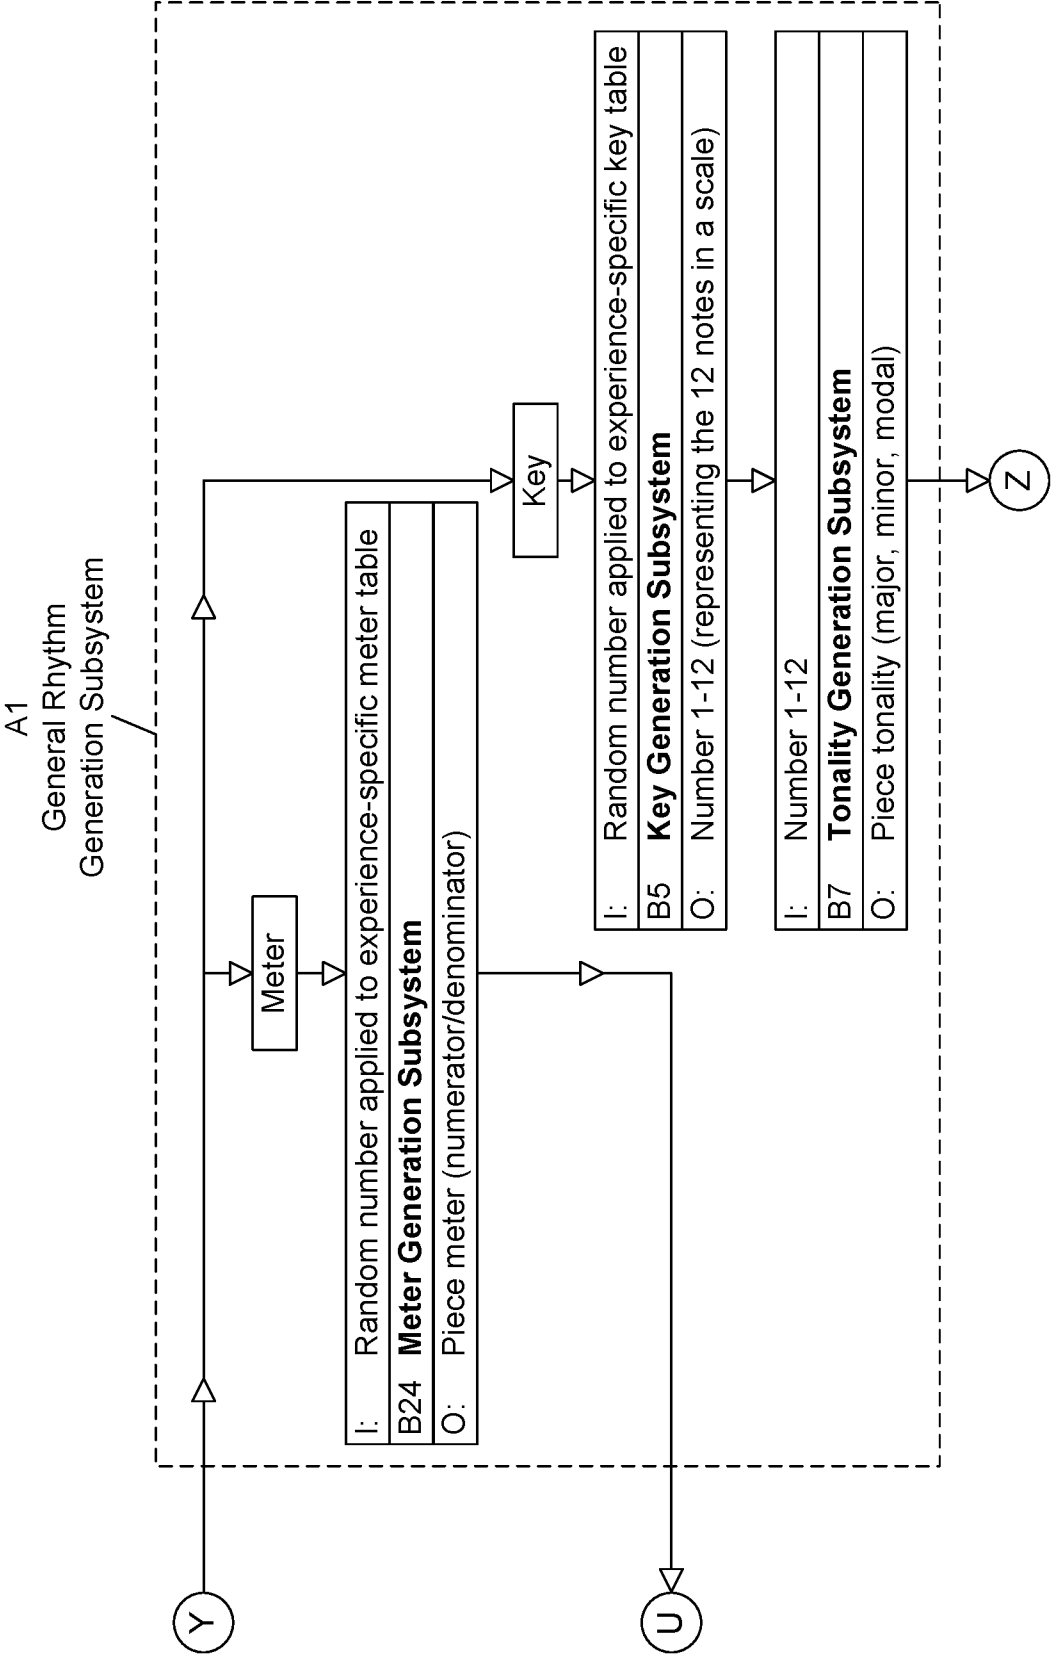 A1
General Rhythm
Generation Subsystem
Y
Meter
I: Random number applied to experience-specific meter table
B24 Meter Generation Subsystem
O: Piece meter (numerator/denominator)
Key
I: Random number applied to experience-specific key table
B5 Key Generation Subsystem
O: Number 1-12 (representing the 12 notes in a scale)
U
I: Number 1-12
B7 Tonality Generation Subsystem
O: Piece tonality (major, minor, modal)
Z